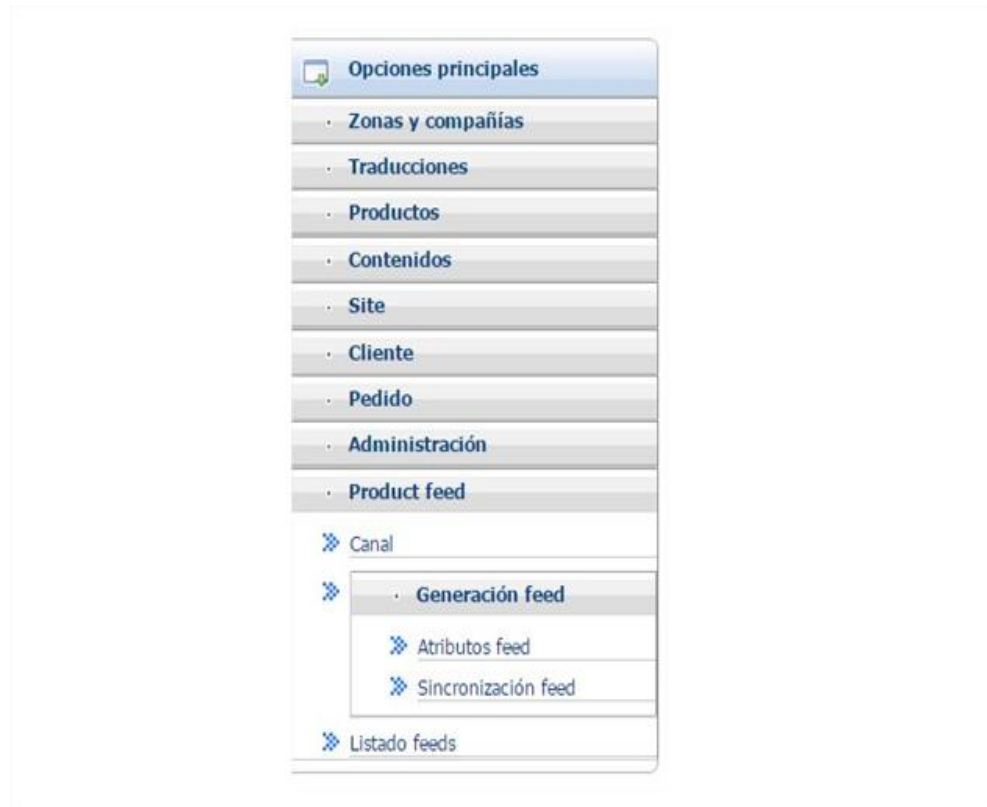 Opciones principales
Zonas y compañías
Traducciones
Productos
Contenidos
Site
Cliente
Pedido
Administración
Product feed
Canal
Generación feed
Atributos feed
Sincronización feed
Listado feeds